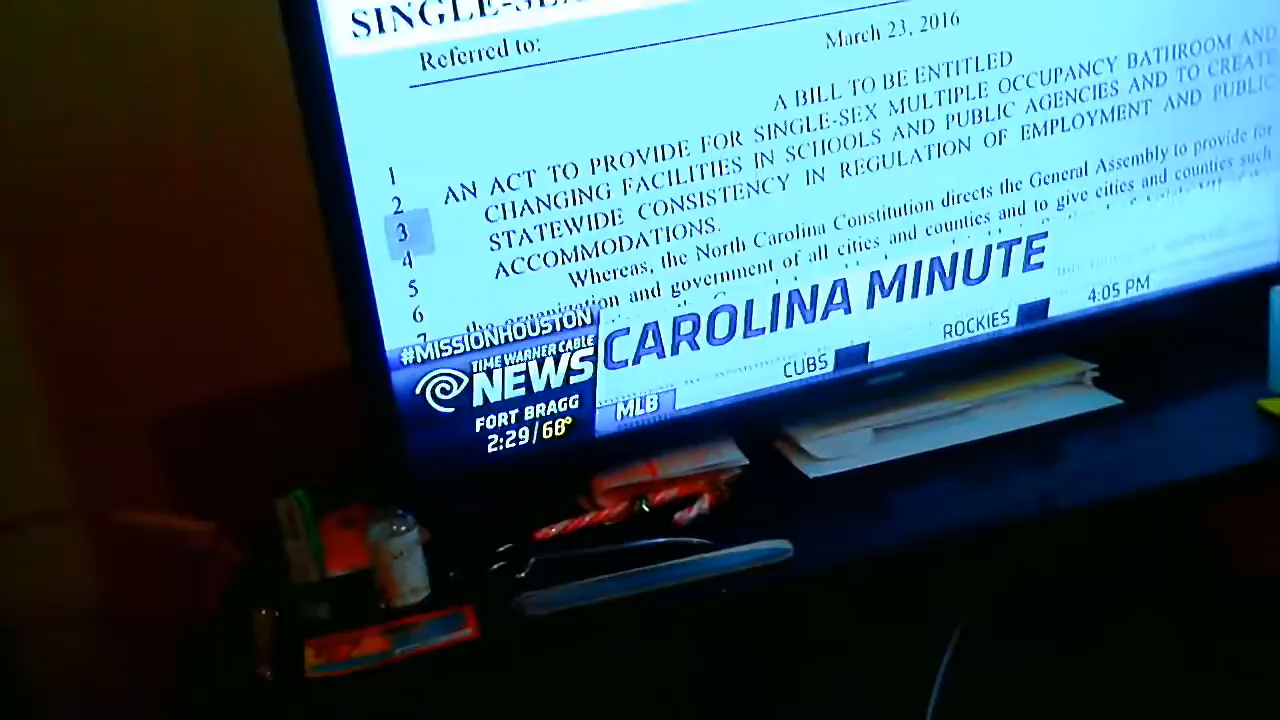 SINGLE-SE
Referred to:
March 23, 2016
A BILL TO BE ENTITLED
1 AN ACT TO PROVIDE FOR SINGLE-SEX MULTIPLE OCCUPANCY BATHROOM AND
2 CHANGING FACILITIES IN SCHOOLS AND PUBLIC AGENCIES AND TO CREATE
3 STATEWIDE CONSISTENCY IN REGULATION OF EMPLOYMENT AND PUBLIC
4 ACCOMMODATIONS.
5 Whereas, the North Carolina Constitution directs the General Assembly to provide for
6 the organization and government of all cities and counties and to give cities and counties such
7
#MISSIONHOUSTON
TIME WARNER CABLE
NEWS
FORT BRAGG
2:29/68°
CAROLINA MINUTE
MLB
CUBS
ROCKIES
4:05 PM